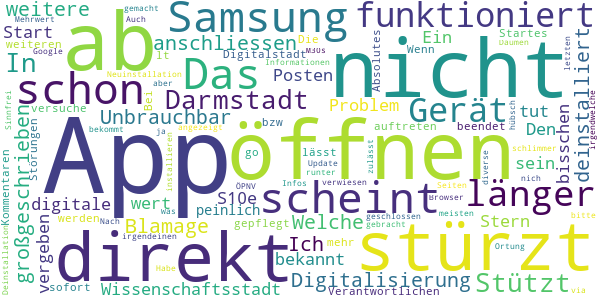 weitere
Samsung
funktioniert
weiteren
Mehrwert
gemacht
Auch
Google
Start
anschliessen
Die
M30s
Ein
Startes
Daumen
letzten
ab
nicht
Digitalstadt
Informationen
Wenn
Absolutes
In
Neuinstallation
lt
Das
Posten
schon
Bei
aber
Gerät
deinstalliert
Darmstadt
Problem
tut
Den
bisschen
Unbrauchbar
versuche
Störungen
ja
angezeigt
beendet
hübsch
irgendwelche
Sinnfrei
großgeschrieben
Kommentaren
App
öffnen
auftreten
bzw
go
lässt
Update
zulässt
runter
diverse
sein
schlimmer
installieren
bekommt
scheint
länger
digitale
wert
S10e
ÖPNV
Infos
verwiesen
Browser
nich
Seiten
meisten
Stern
werden
Blamage
peinlich
Nach
Was
irgendeinen
gepflegt
Welche
geschlossen
gebracht
bitte
vergeben
direkt
Ich
mehr
stürzt
Ortung
bekannt
Deinstallation
Habe
Digitalisierung
Stützt
sofort
Wissenschaftsstadt
Verantwortlichen
via